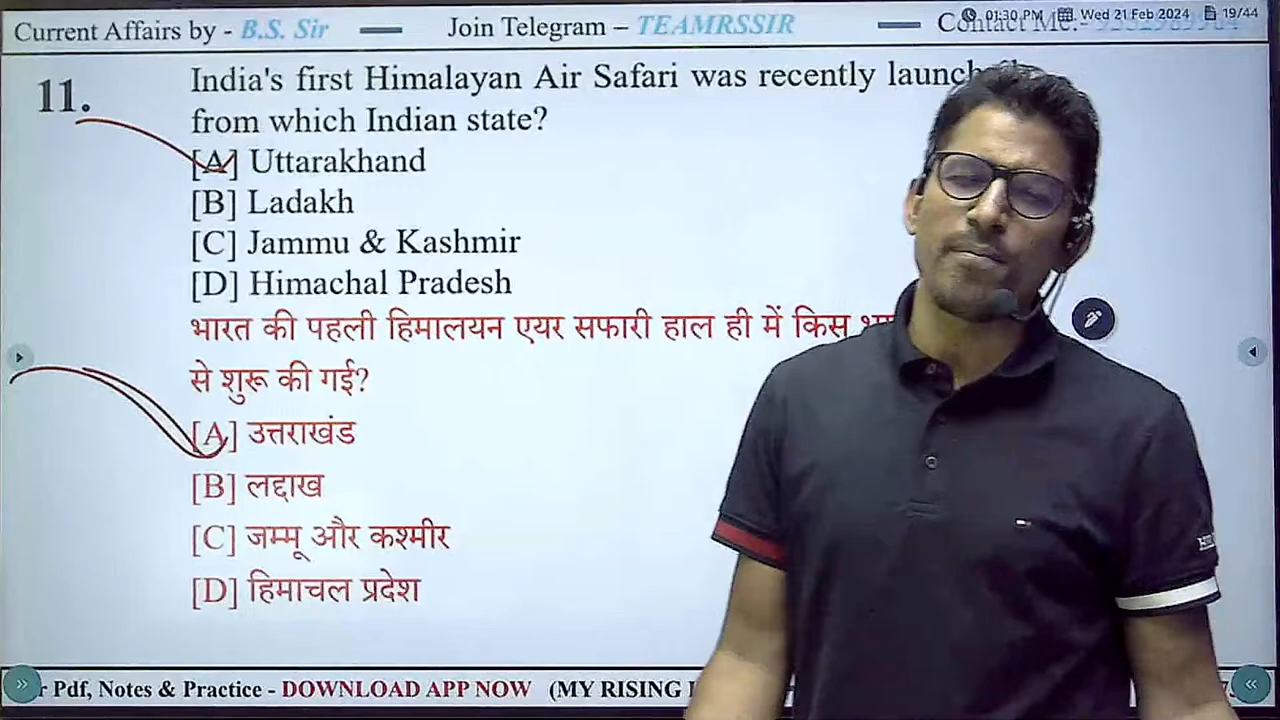 Current Affairs by - B.S. Sir
Join Telegram – TEAMRSSIR
Contact Me.-
01:30 PM
Wed 21 Feb 2024
19/44
11.
India's first Himalayan Air Safari was recently
from which Indian state?
[A] Uttarakhand
[B] Ladakh
[C] Jammu & Kashmir
[D] Himachal Pradesh
भारत की पहली हिमालयन एयर सफारी हाल ही में किस
से शुरू की गई?
[A] उत्तराखंड
[B] लद्दाख
[C] जम्मू और कश्मीर
[D] हिमाचल प्रदेश
Pdf, Notes & Practice - DOWNLOAD APP NOW (MY RISING